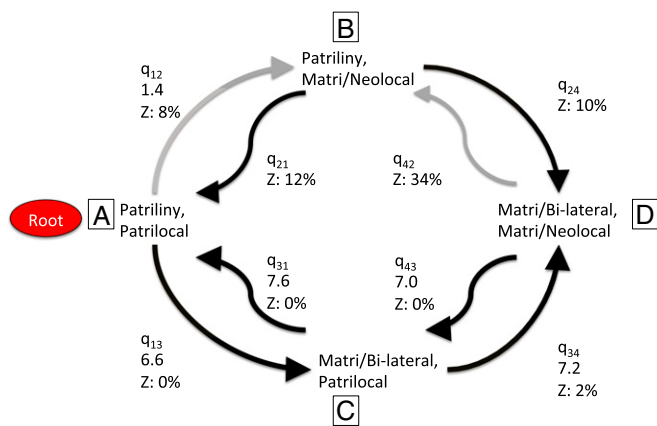 B
Patriliny,
Matri/Neolocal
q12
1.4
Z: 8%
q24
Z: 10%
q21
Z: 12%
q42
Z: 34%
Root
A
Patriliny,
Patrilocal
Matri/Bi-lateral,
Matri/Neolocal
D
q31
7.6
Z: 0%
q43
7.0
Z: 0%
q13
6.6
Z: 0%
Matri/Bi-lateral,
Patrilocal
C
q34
7.2
Z: 2%